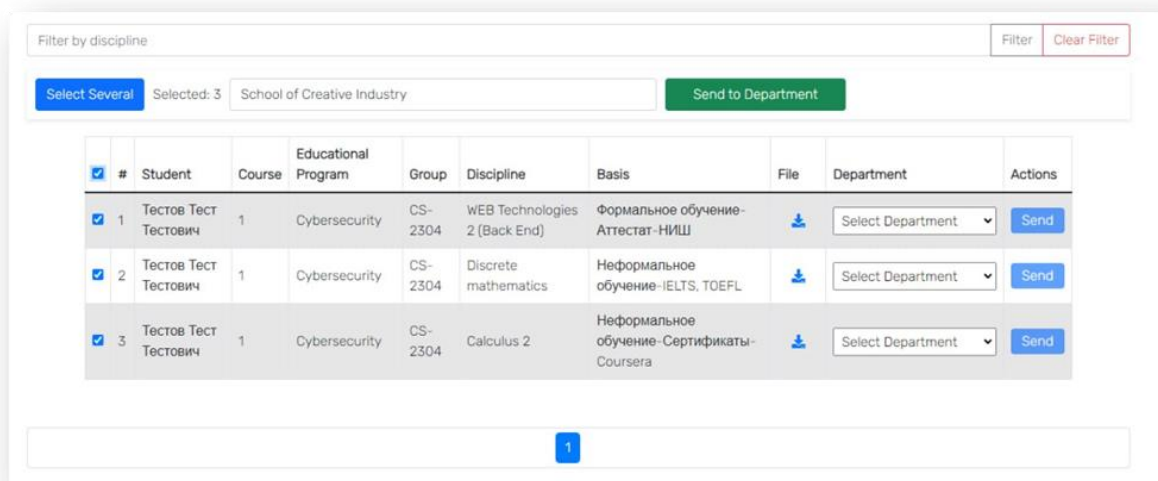 Filter by discipline Filter Clear Filter
Select Several Selected: 3 School of Creative Industry Send to Department
Educational
# Student Course Program Group Discipline Basis File Department Actions
1 Тестов Тест Тестович 1 Cybersecurity CS-2304 WEB Technologies 2 (Back End) Формальное обучение-Аттестат-НИШ Select Department Send
2 Тестов Тест Тестович 1 Cybersecurity CS-2304 Discrete mathematics Неформальное обучение-IELTS, TOEFL Select Department Send
3 Тестов Тест Тестович 1 Cybersecurity CS-2304 Calculus 2 Неформальное обучение-Сертификаты-Coursera Select Department Send
1